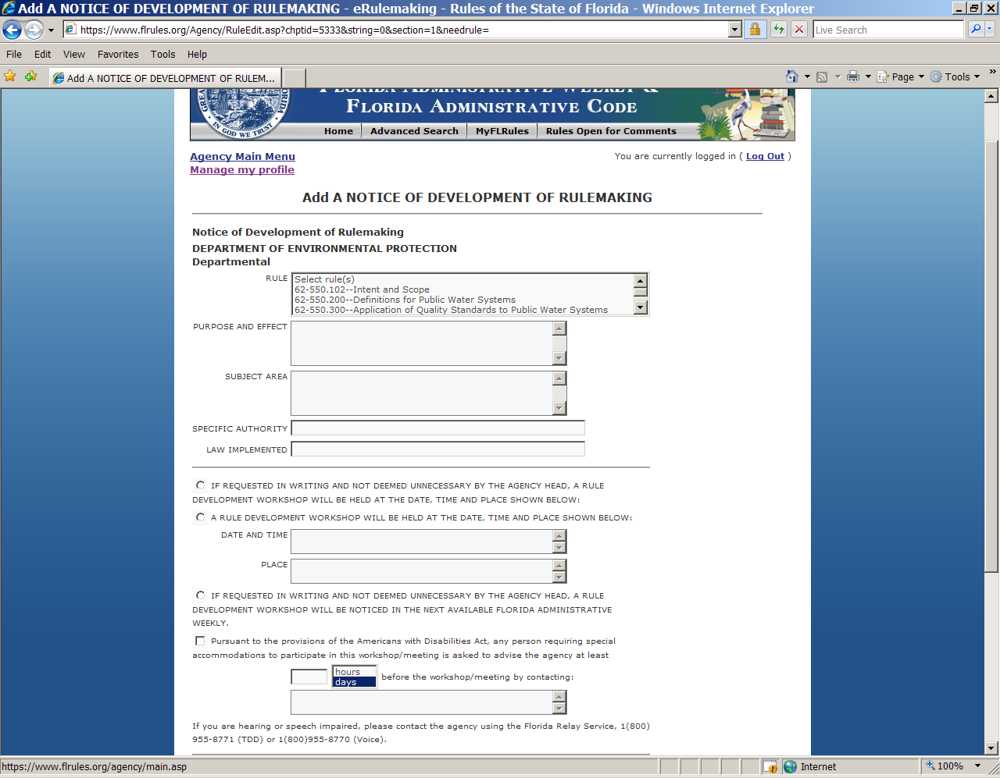 Add A NOTICE OF DEVELOPMENT OF RULEMAKING - eRulemaking - Rules of the State of Florida - Windows Internet Explorer
https://www.flrules.org/Agency/RuleEdit.asp?chptid=5333&string=0&section=1&needrule=
Live Search
File Edit View Favorites Tools Help
Add A NOTICE OF DEVELOPMENT OF RULEM...
Page Tools »
FLORIDA ADMINISTRATIVE WEEKLY &
FLORIDA ADMINISTRATIVE CODE
IN GOD WE TRUST
Home Advanced Search MyFLRules Rules Open for Comments
Agency Main Menu
You are currently logged in ( Log Out )
Manage my profile
Add A NOTICE OF DEVELOPMENT OF RULEMAKING
Notice of Development of Rulemaking
DEPARTMENT OF ENVIRONMENTAL PROTECTION
Departmental
RULE
Select rule(s)
62-550.102--Intent and Scope
62-550.200--Definitions for Public Water Systems
62-550.300--Application of Quality Standards to Public Water Systems
PURPOSE AND EFFECT
SUBJECT AREA
SPECIFIC AUTHORITY
LAW IMPLEMENTED
IF REQUESTED IN WRITING AND NOT DEEMED UNNECESSARY BY THE AGENCY HEAD, A RULE
DEVELOPMENT WORKSHOP WILL BE HELD AT THE DATE, TIME AND PLACE SHOWN BELOW:
A RULE DEVELOPMENT WORKSHOP WILL BE HELD AT THE DATE, TIME AND PLACE SHOWN BELOW:
DATE AND TIME
PLACE
IF REQUESTED IN WRITING AND NOT DEEMED UNNECESSARY BY THE AGENCY HEAD, A RULE
DEVELOPMENT WORKSHOP WILL BE NOTICED IN THE NEXT AVAILABLE FLORIDA ADMINISTRATIVE
WEEKLY.
Pursuant to the provisions of the Americans with Disabilities Act, any person requiring special
accommodations to participate in this workshop/meeting is asked to advise the agency at least
hours
days
before the workshop/meeting by contacting:
If you are hearing or speech impaired, please contact the agency using the Florida Relay Service, 1(800)
955-8771 (TDD) or 1(800)955-8770 (Voice).
https://www.flrules.org/agency/main.asp
Internet
100%